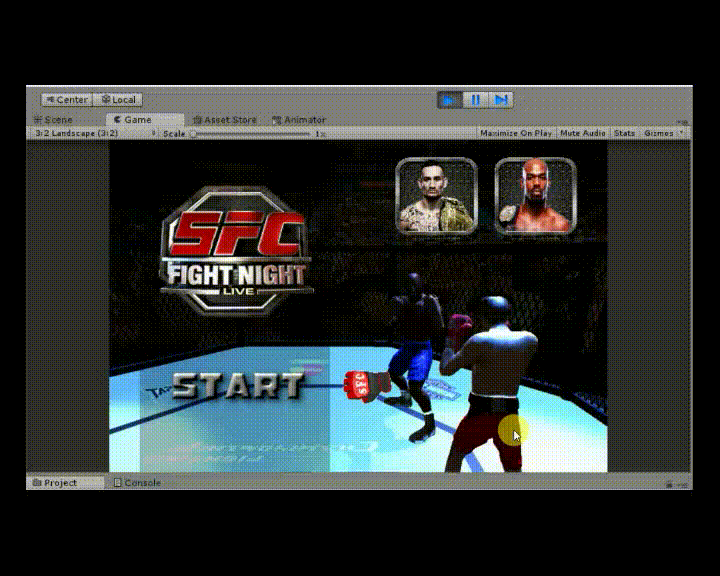 Center Local
Scene Game Asset Store Animator
3:2 Landscape (3:2) Scale 1x Maximize On Play Mute Audio Stats Gizmos
SFC
FIGHT NIGHT
LIVE
START
SFC
Project Console